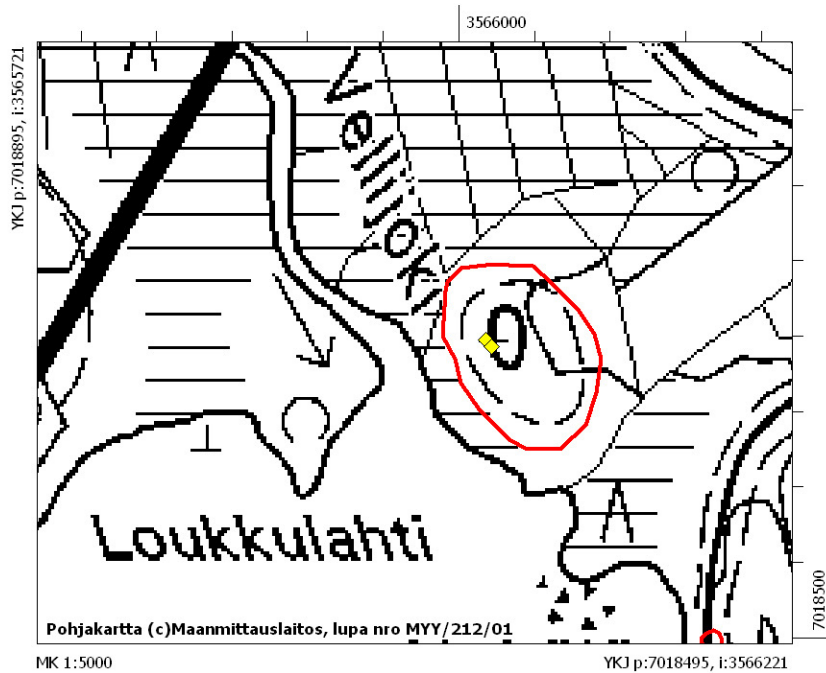 3566000
YKJ p:7018895, i:3565721
Vellijoki
Loukkulahti
7018500
Pohjakartta (c)Maanmittauslaitos, lupa nro MYY/212/01
MK 1:5000
YKJ p:7018495, i:3566221